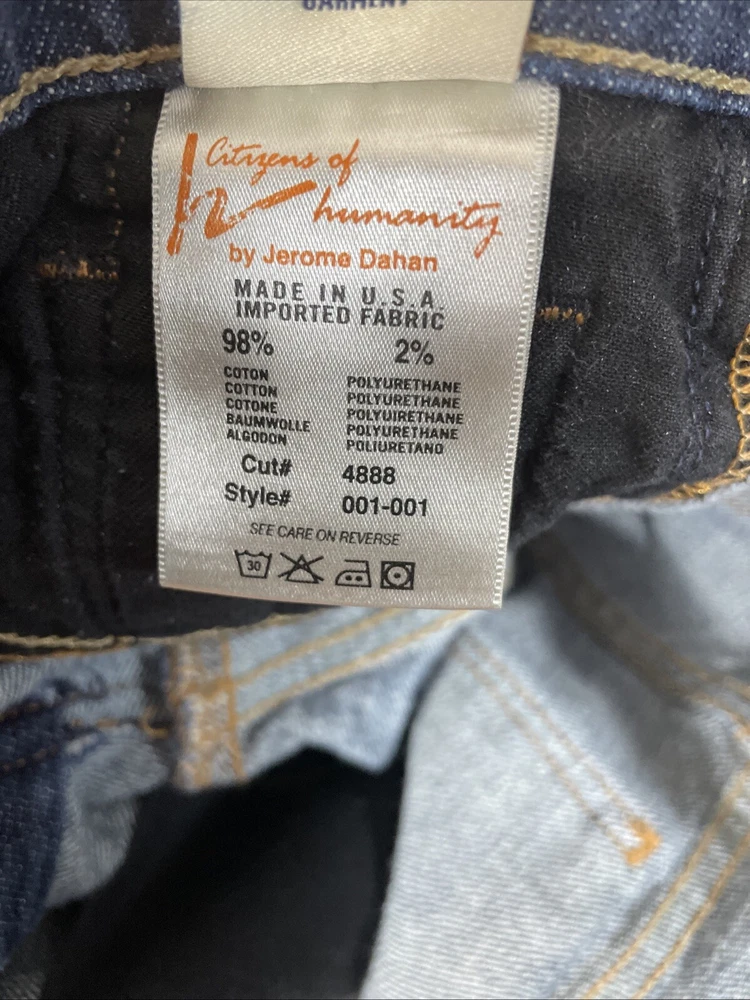 GARMENT
Citizens of
humanity
by Jerome Dahan
MADE IN U.S.A.
IMPORTED FABRIC
98% 2%
COTON POLYURETHANE
COTTON POLYURETHANE
COTONE POLYUIRETHANE
BAUMWOLLE POLYURETHANE
ALGODON POLIURETANO
Cut# 4888
Style# 001-001
SEE CARE ON REVERSE
30